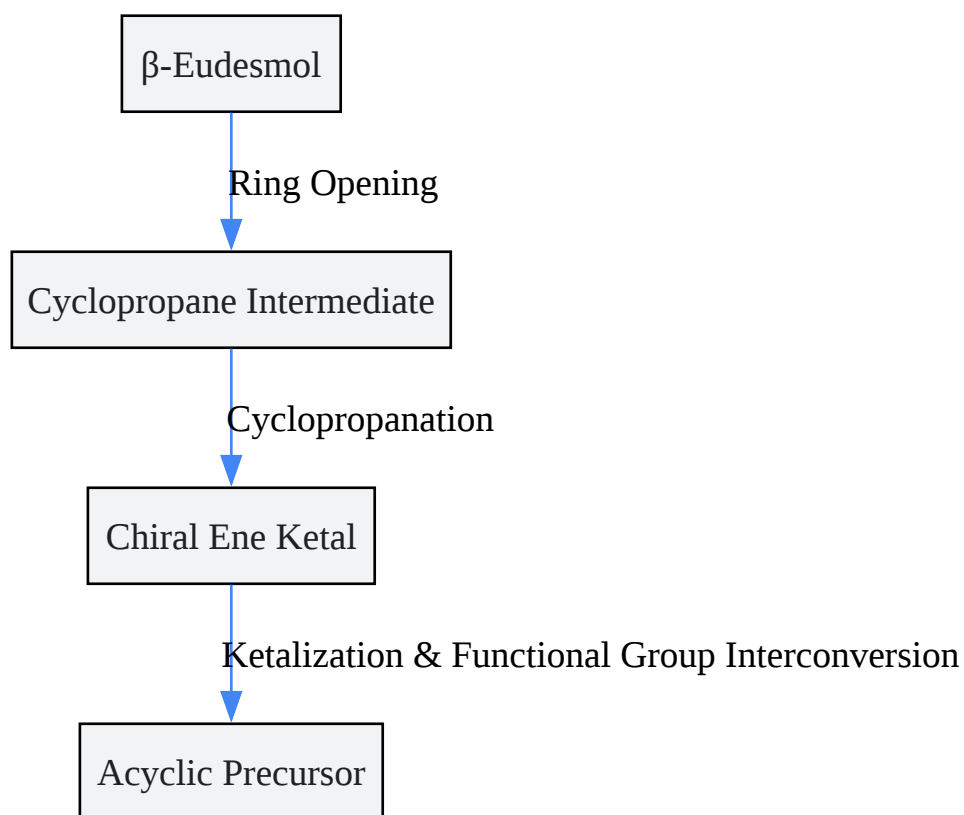 β-Eudesmol
Ring Opening
Cyclopropane Intermediate
Cyclopropanation
Chiral Ene Ketal
Ketalization & Functional Group Interconversion
Acyclic Precursor